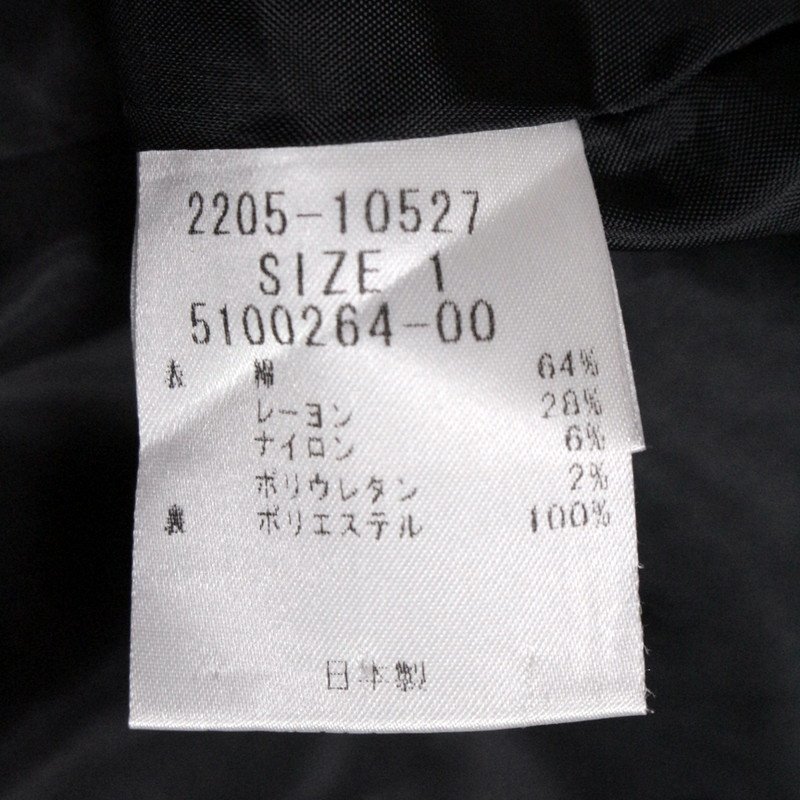 2205-10527
SIZE 1
5100264-00
表 綿 64%
レーヨン 28%
ナイロン 6%
ポリウレタン 2%
裏 ポリエステル 100%
日本製